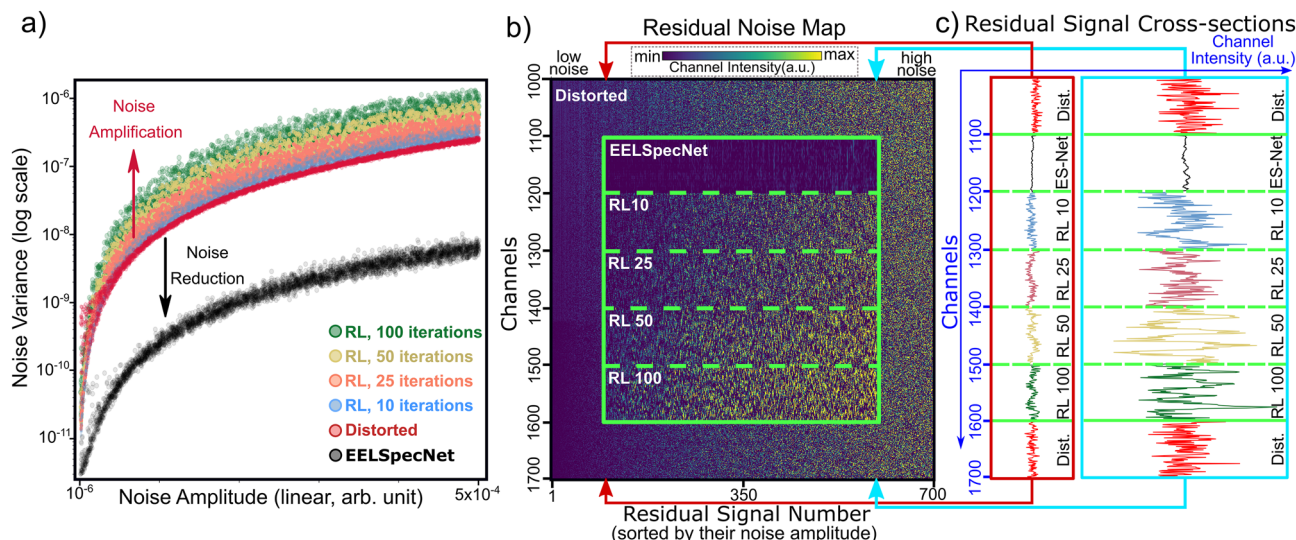 a)
Noise Variance (log scale)
10⁻⁶
10⁻⁷
10⁻⁸
10⁻⁹
10⁻¹⁰
10⁻¹¹
Noise
Amplification
Noise
Reduction
RL, 100 iterations
RL, 50 iterations
RL, 25 iterations
RL, 10 iterations
Distorted
EELSpecNet
10⁻⁶
Noise Amplitude (linear, arb. unit)
5x10⁻⁴
b)
Residual Noise Map
low
noise
min
max
Channel Intensity(a.u.)
high
noise
Channels
1000
1100
1200
1300
1400
1500
1600
1700
Distorted
EELSpecNet
RL10
RL 25
RL 50
RL 100
1
350
700
Residual Signal Number
(sorted by their noise amplitude)
c)
Residual Signal Cross-sections
Channel
Intensity (a.u.)
Channels
1100
1200
1300
1400
1500
1600
1700
Dist.
ES-Net
RL 10
RL 25
RL 50
RL 100
Dist.
Dist.
ES-Net
RL 10
RL 25
RL 50
RL 100
Dist.